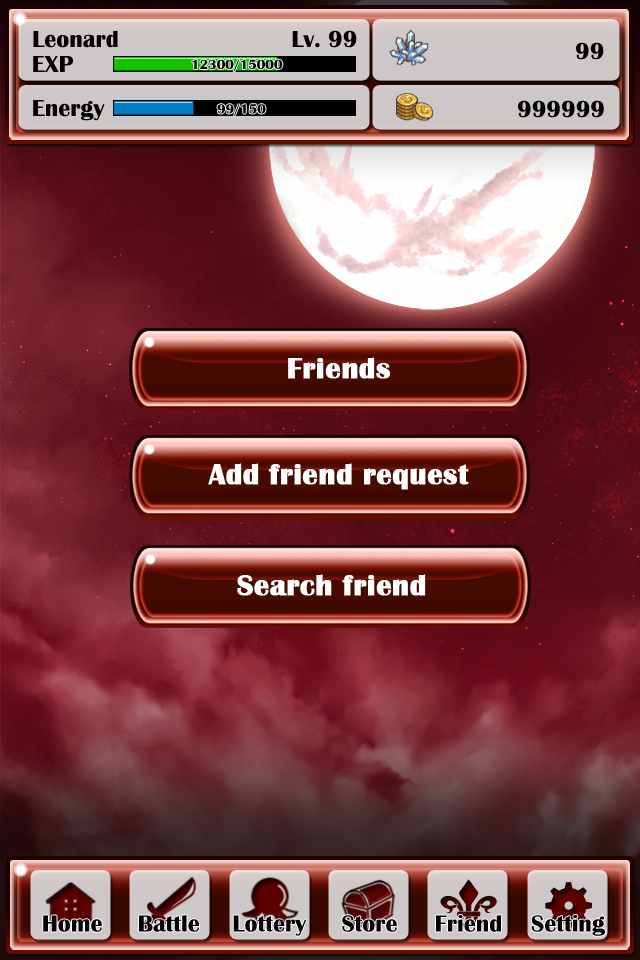 Leonard Lv. 99
EXP 12300/15000
99
Energy 99/150
999999
Friends
Add friend request
Search friend
Home Battle Lottery Store Friend Setting